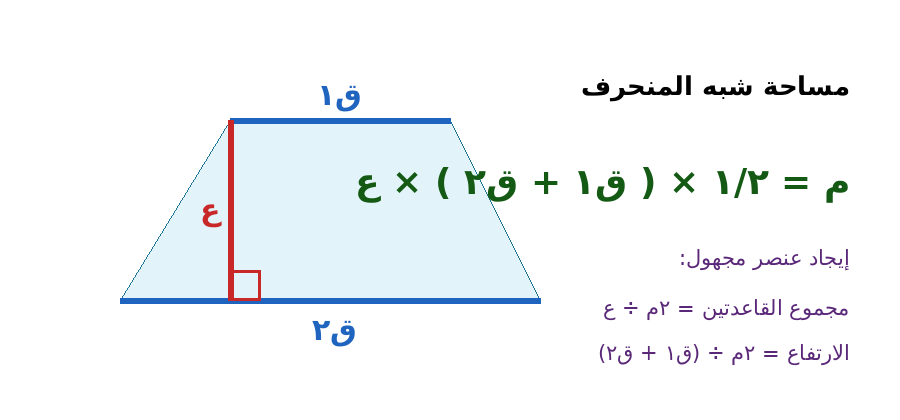 مساحة شبه المنحرف
ق١
م = ١/٢ × ( ق١ + ق٢ ) × ع
ع
إيجاد عنصر مجهول:
مجموع القاعدتين = ٢م ÷ ع
ق٢
الارتفاع = ٢م ÷ (ق١ + ق٢)